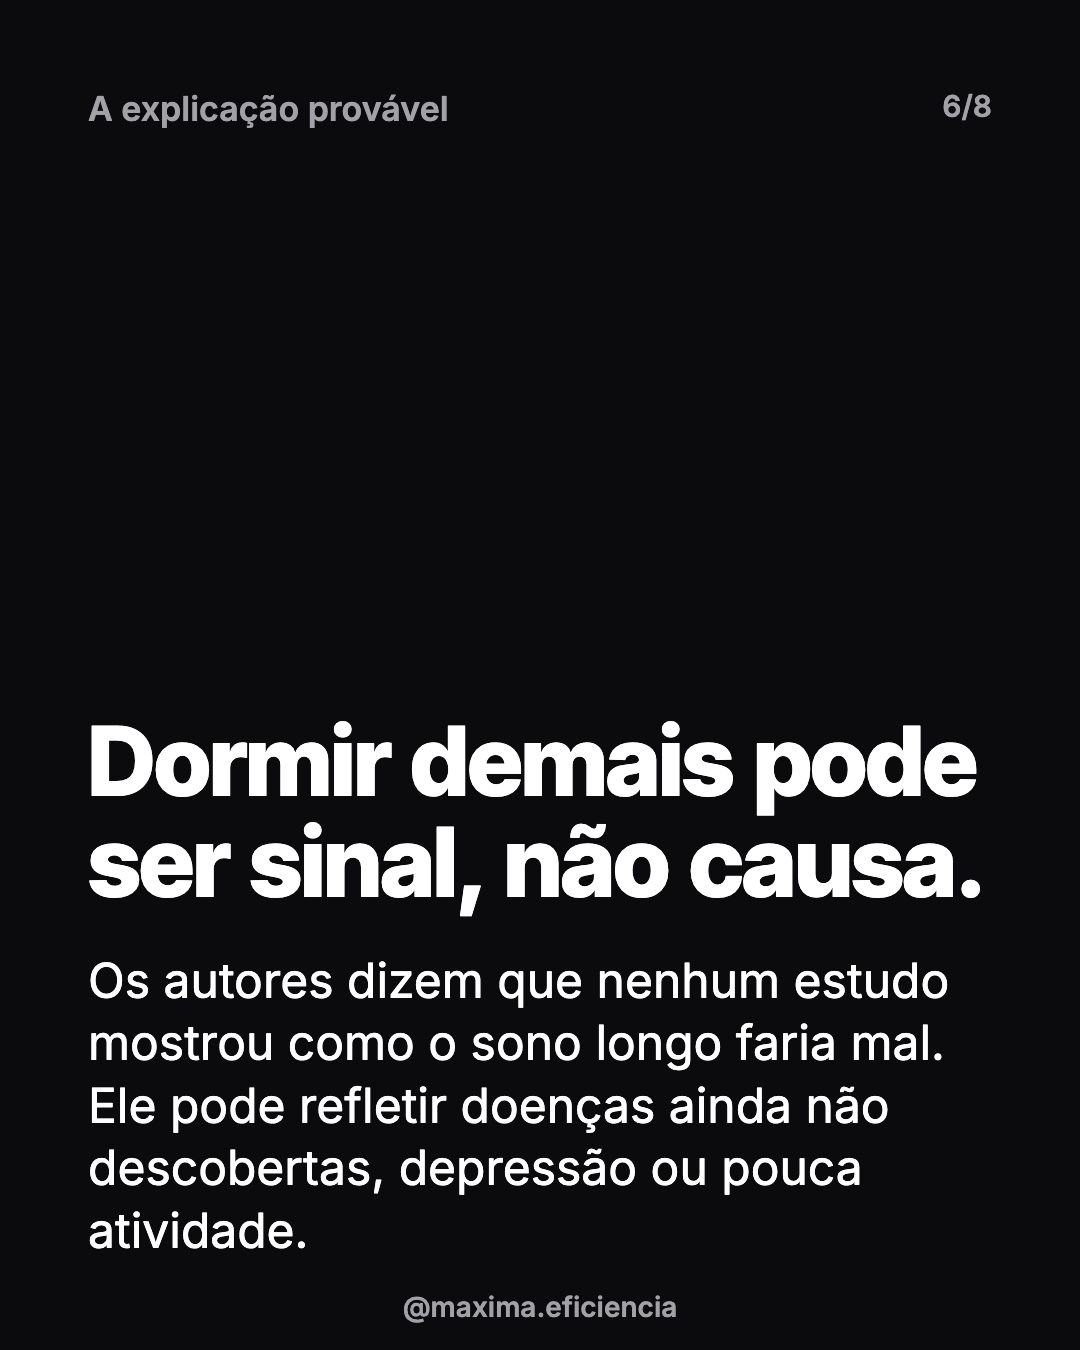 A explicação provável
6/8
Dormir demais pode
ser sinal, não causa.
Os autores dizem que nenhum estudo
mostrou como o sono longo faria mal.
Ele pode refletir doenças ainda não
descobertas, depressão ou pouca
atividade.
@maxima.eficiencia